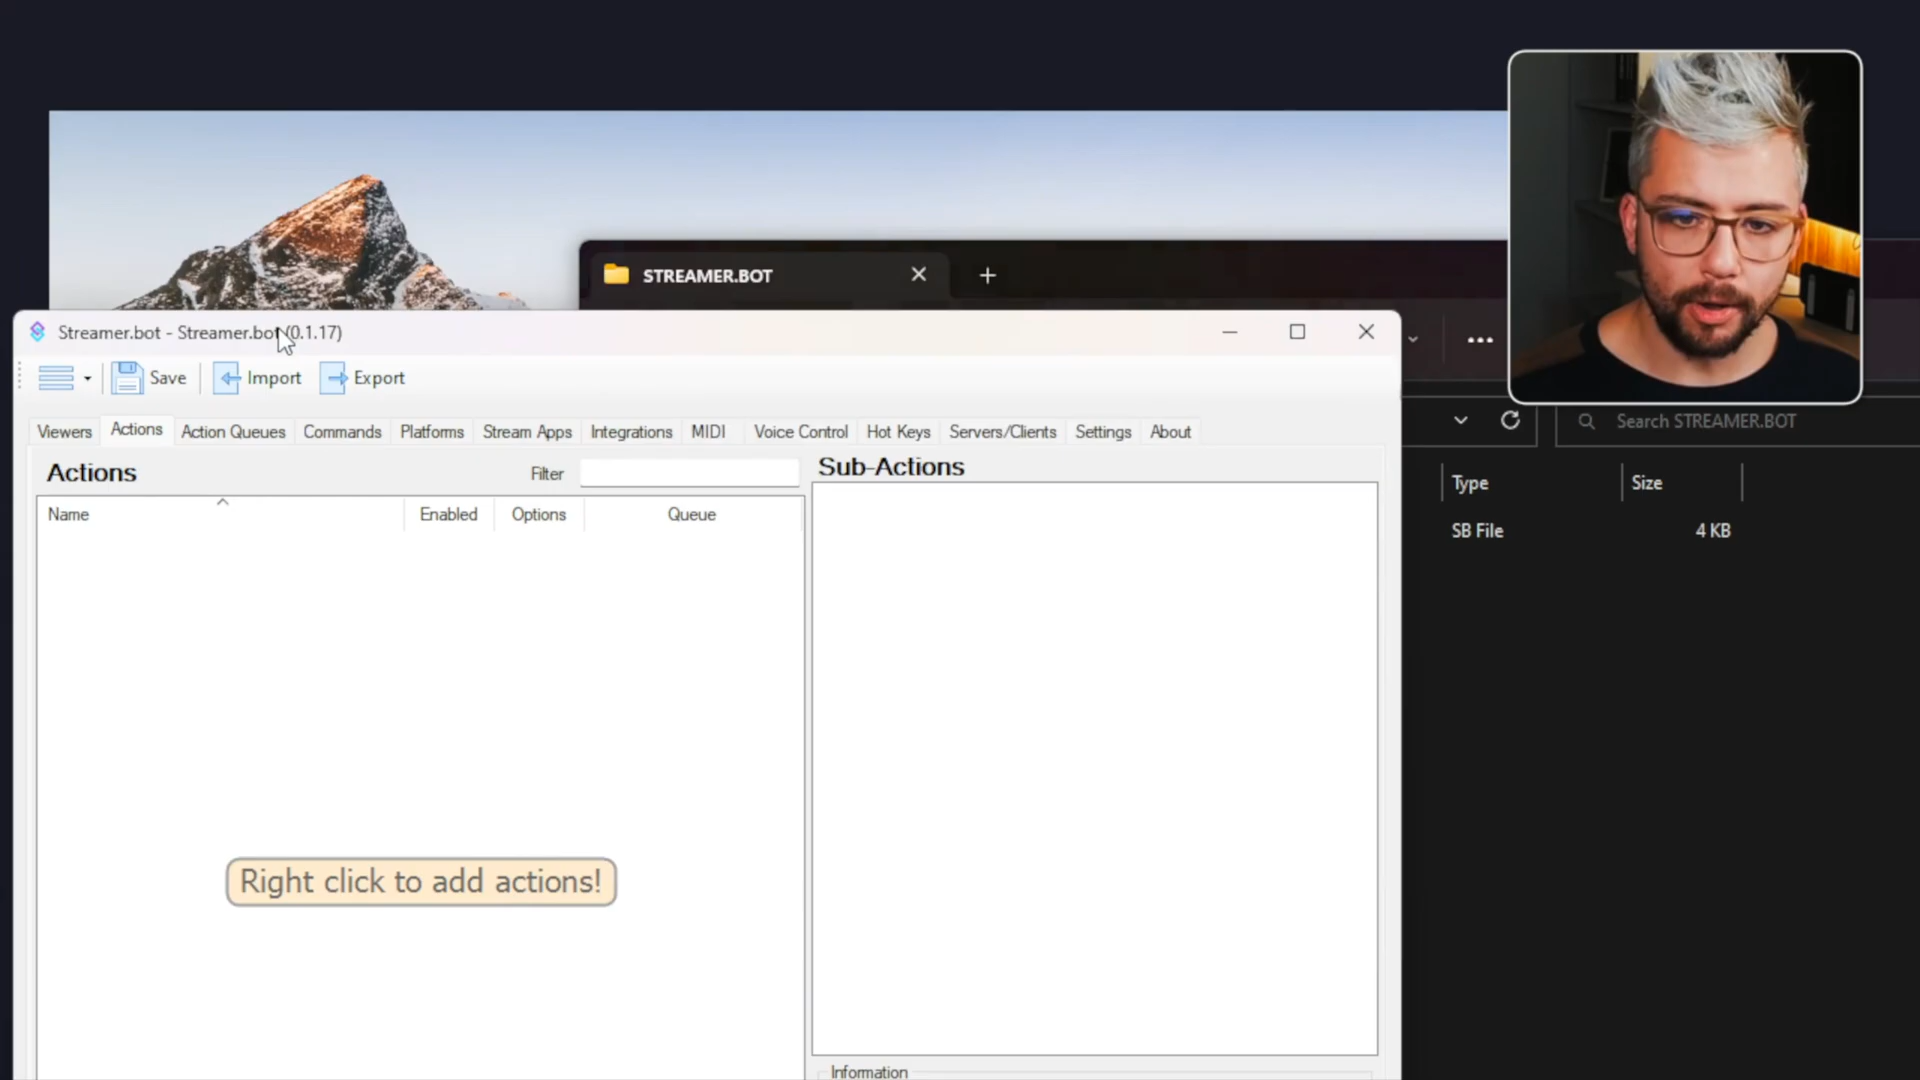 STREAMER.BOT
Streamer.bot - Streamer.bot (0.1.17)
Save Import Export
Viewers Actions Action Queues Commands Platforms Stream Apps Integrations MIDI Voice Control Hot Keys Servers/Clients Settings About
Search STREAMER.BOT
Actions Filter Sub-Actions
Type Size
Name Enabled Options Queue
SB File 4 KB
Right click to add actions!
Information